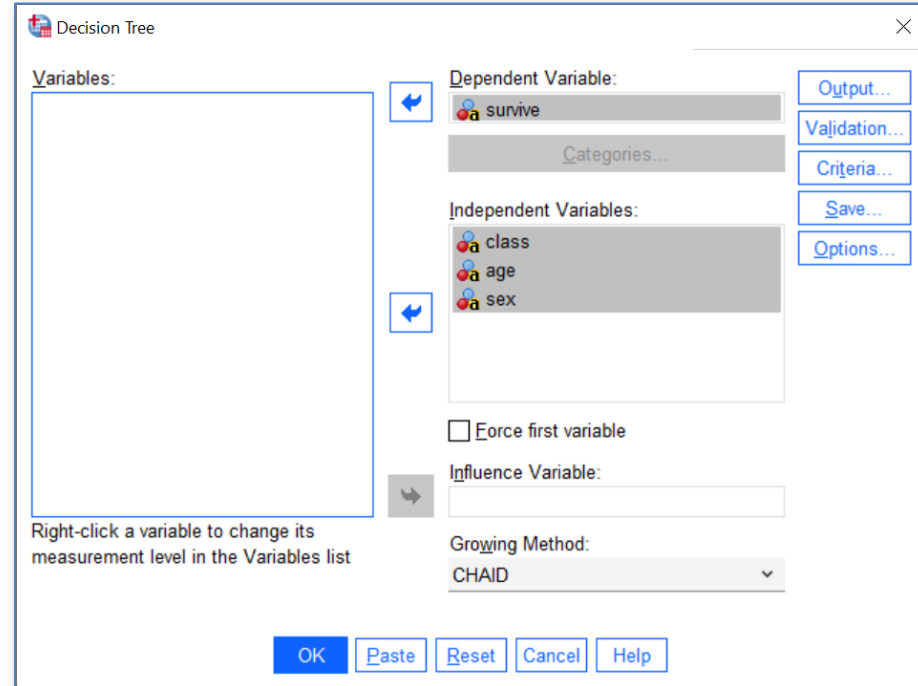 Decision Tree
Variables:
Right-click a variable to change its
measurement level in the Variables list
Dependent Variable:
survive
Categories...
Independent Variables:
class
age
sex
Force first variable
Influence Variable:
Growing Method:
CHAID
Output...
Validation...
Criteria...
Save...
Options...
OK
Paste
Reset
Cancel
Help